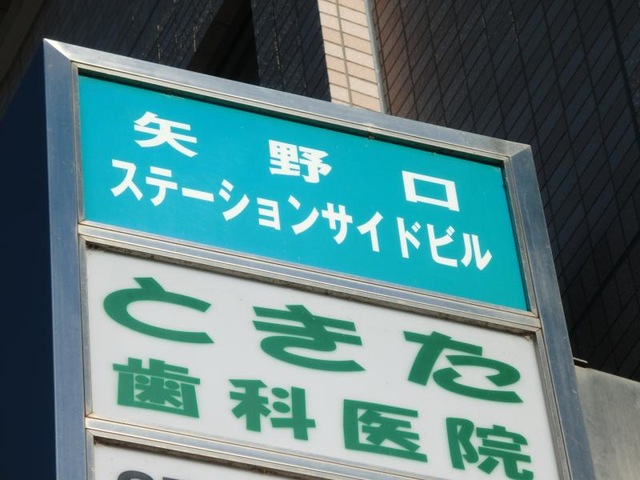 矢野口
ステーションサイドビル
ときた
歯科医院